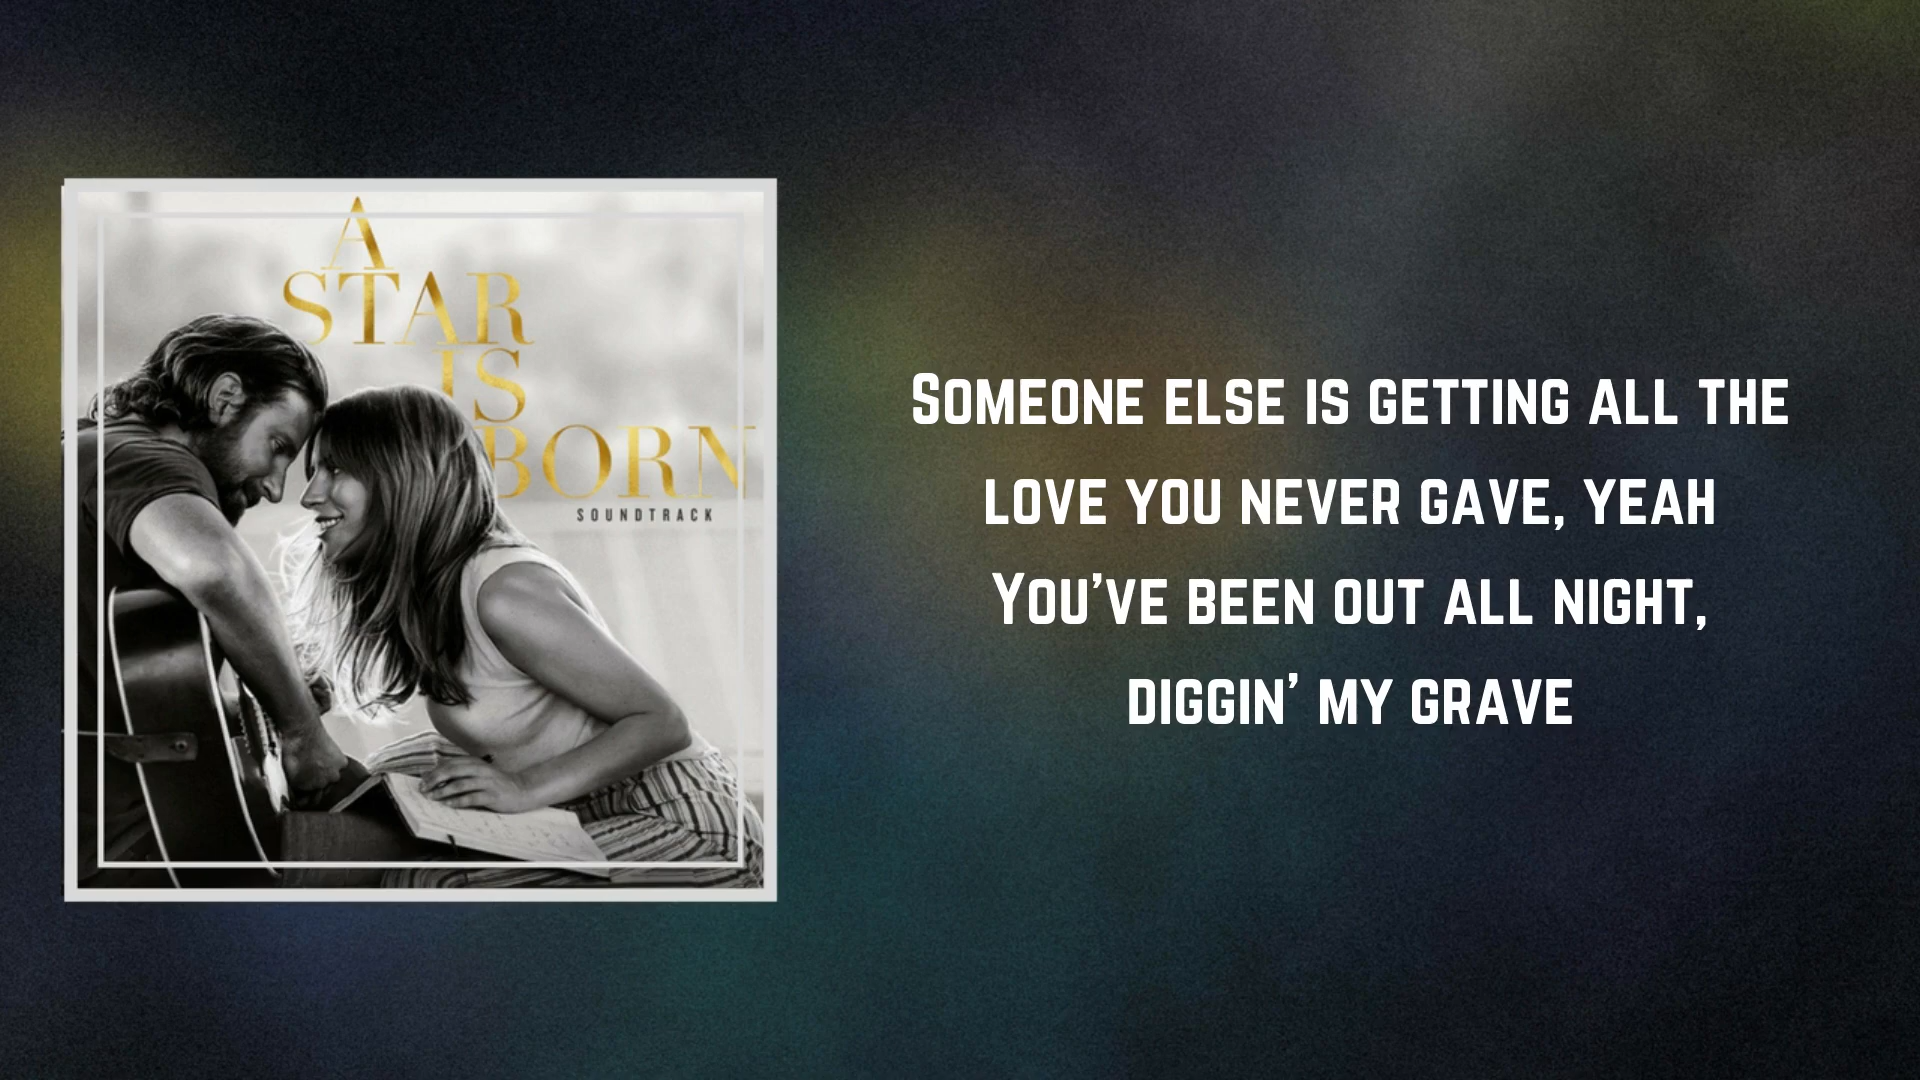 A
STAR
IS
BORN
SOUNDTRACK
Someone else is getting all the
love you never gave, yeah
You've been out all night,
diggin' my grave